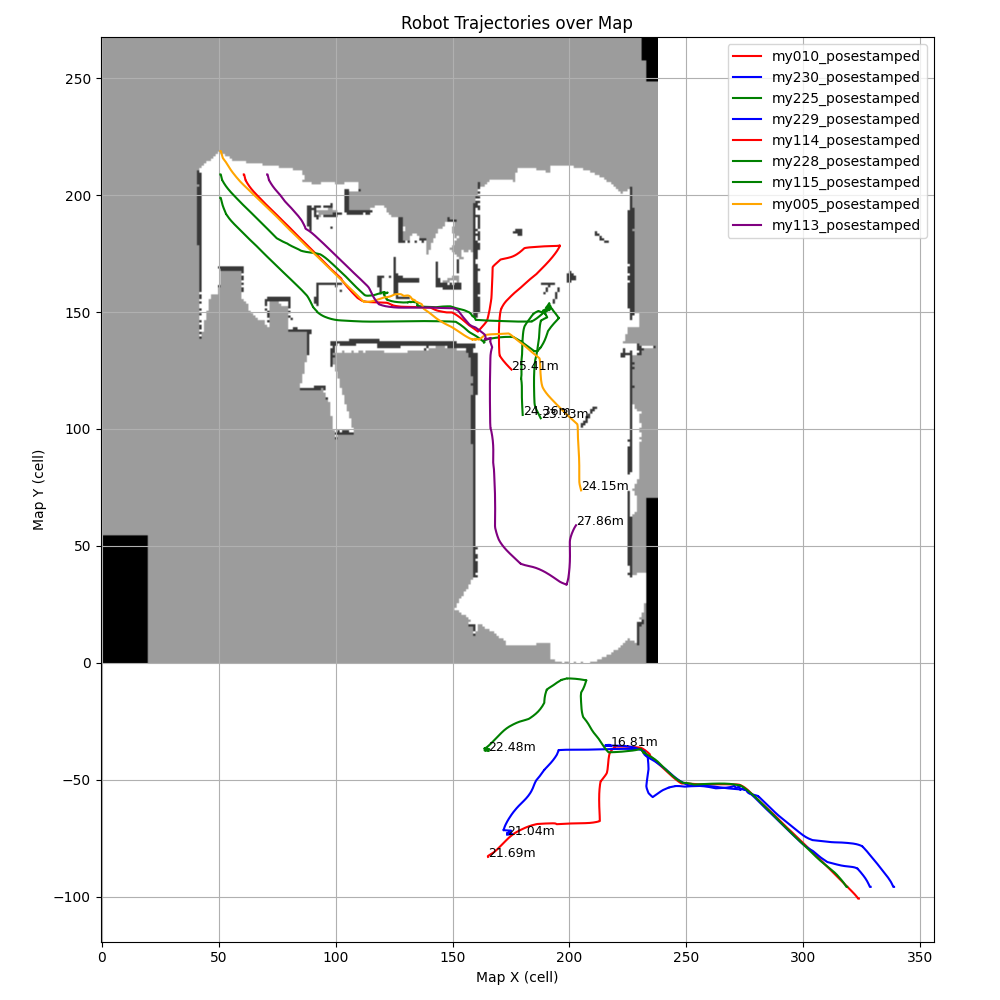 Robot Trajectories over Map
my010_posestamped
my230_posestamped
my225_posestamped
my229_posestamped
my114_posestamped
my228_posestamped
my115_posestamped
my005_posestamped
my113_posestamped
250
200
150
100
50
0
−50
−100
Map Y (cell)
25.41m
24.36m
23.33m
24.15m
27.86m
22.48m
16.81m
21.04m
21.69m
0
50
100
150
200
250
300
350
Map X (cell)